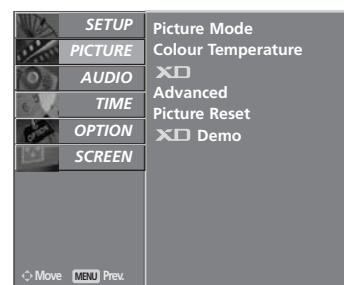 SETUP
PICTURE
AUDIO
TIME
OPTION
SCREEN
Move MENU Prev.
Picture Mode
Colour Temperature
XD
Advanced
Picture Reset
XD Demo